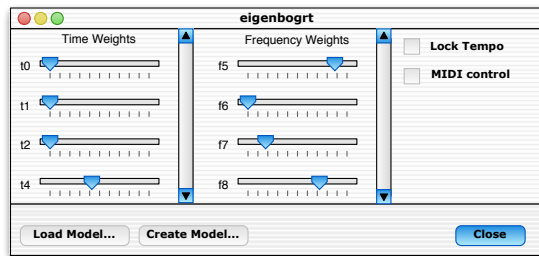 eigenbogrt
Time Weights
t0
t1
t2
t4
Frequency Weights
f5
f6
f7
f8
Lock Tempo
MIDI control
Load Model...
Create Model...
Close